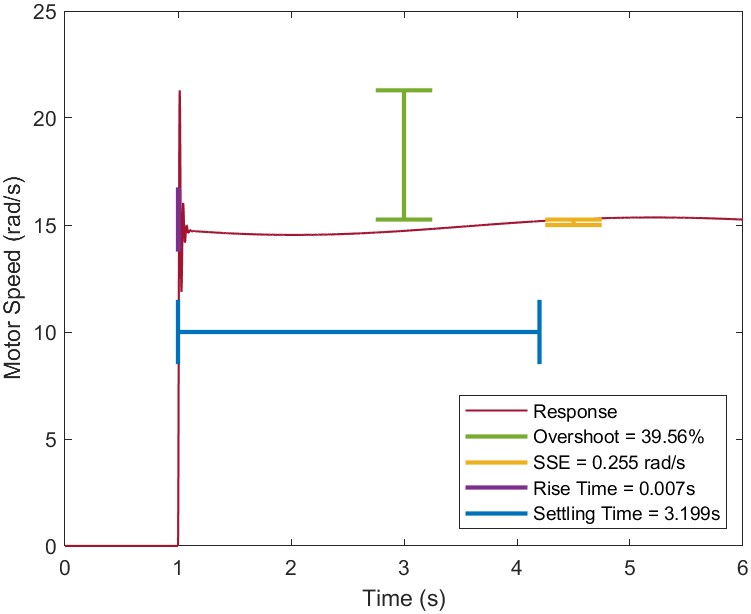 25
20
15
10
5
0
Motor Speed (rad/s)
0 1 2 3 4 5 6
Time (s)
Response
Overshoot = 39.56%
SSE = 0.255 rad/s
Rise Time = 0.007s
Settling Time = 3.199s